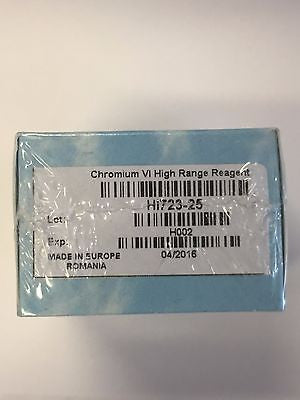 Chromium VI High Range Reagent
HI723-25
Lot:
H002
Exp:
04/2016
MADE IN EUROPE
ROMANIA